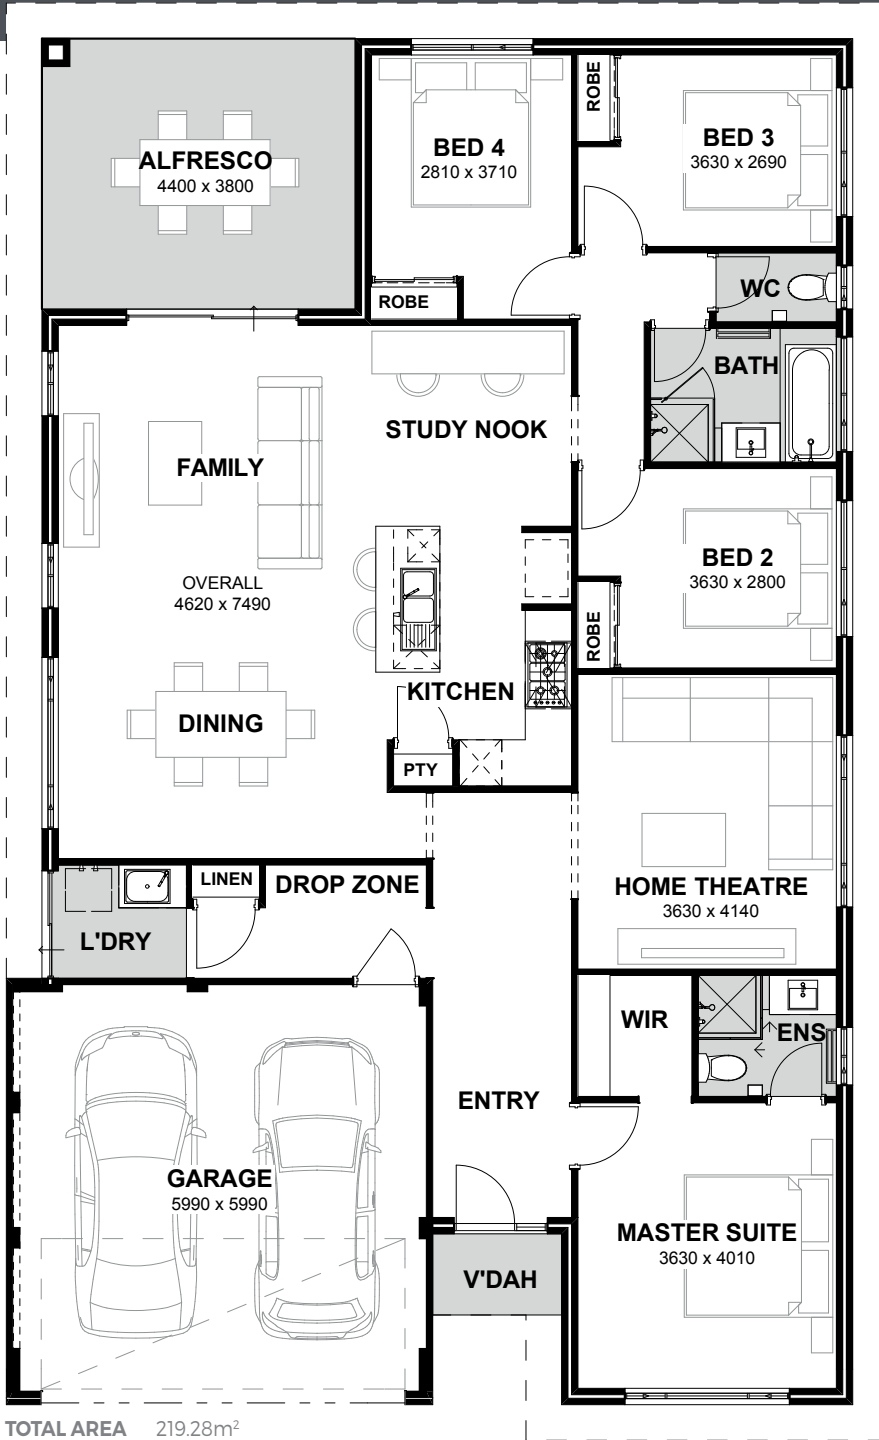 ALFRESCO
4400 x 3800
BED 4
2810 x 3710
ROBE
BED 3
3630 x 2690
ROBE
WC
BATH
STUDY NOOK
FAMILY
OVERALL
4620 x 7490
BED 2
3630 x 2800
ROBE
KITCHEN
DINING
PTY
HOME THEATRE
3630 x 4140
LINEN
DROP ZONE
L'DRY
WIR
ENS
ENTRY
GARAGE
5990 x 5990
MASTER SUITE
3630 x 4010
V'DAH
TOTAL AREA 219.28m²